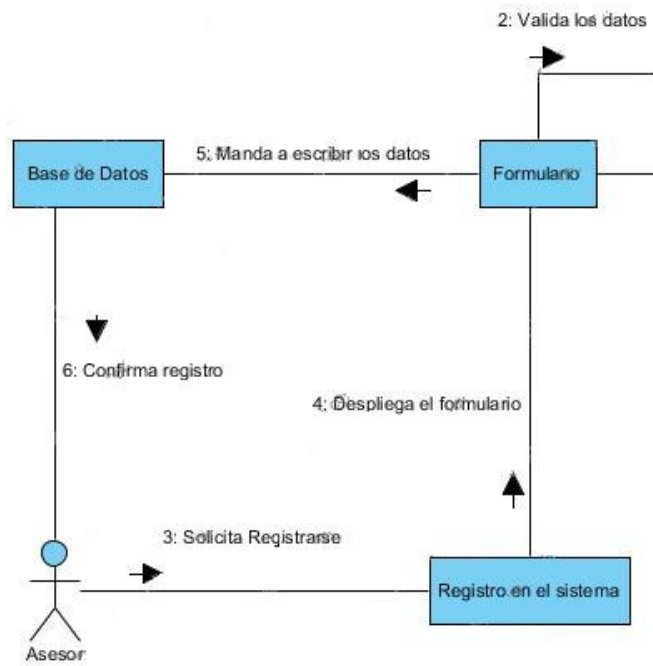 2: Valida los datos
5: Manda a escribir los datos
Base de Datos
Formulario
6: Confirma registro
4: Despliega el formulario
3: Solicita Registrarse
Registro en el sistema
Asesor